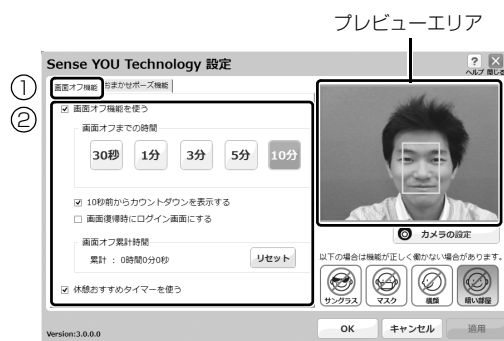 プレビューエリア
Sense YOU Technology 設定
? ×
ヘルプ 閉じる
① 画面オフ機能 おまかせポーズ機能
② ☑ 画面オフ機能を使う
画面オフまでの時間
30秒 1分 3分 5分 10分
☑ 10秒前からカウントダウンを表示する
☐ 画面復帰時にログイン画面にする
画面オフ累計時間
累計 : 0時間0分0秒 リセット
☑ 休憩おすすめタイマーを使う
カメラの設定
以下の場合は機能が正しく働かない場合があります。
サングラス マスク 横顔 暗い部屋
Version:3.0.0.0
OK キャンセル 適用